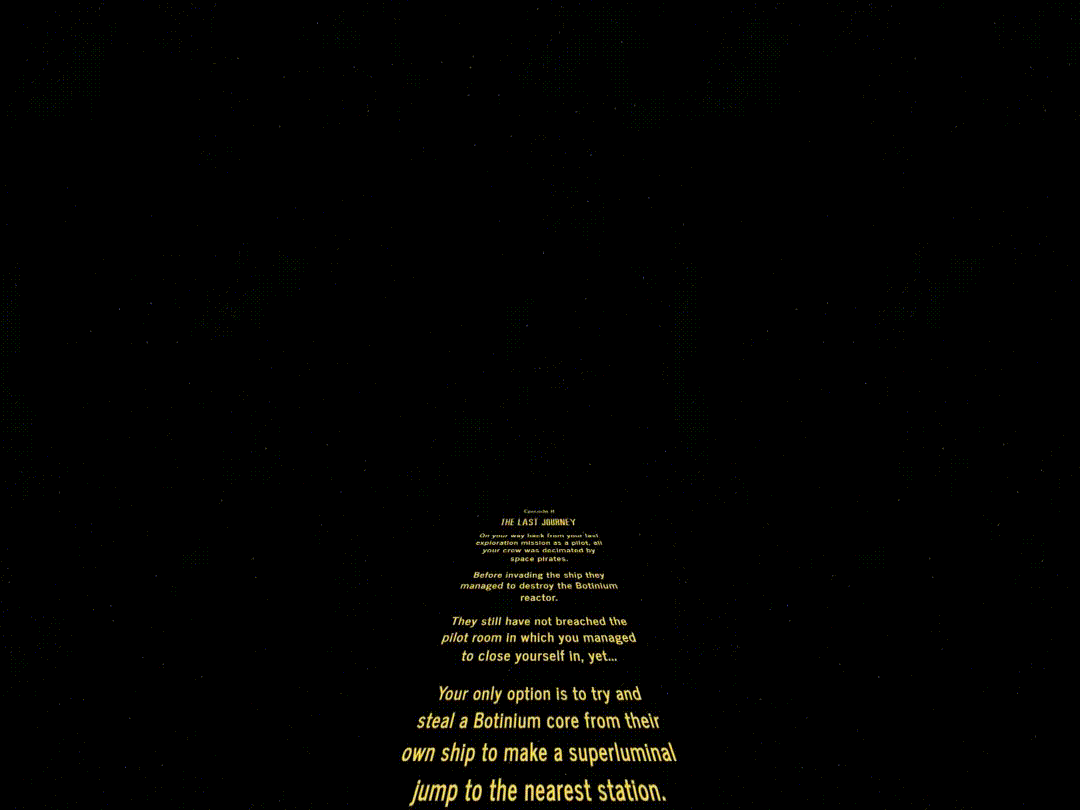 THE LAST JOURNEY
On your way back from your last
exploration mission as a pilot, all
your crew was decimated by
space pirates.
Before invading the ship they
managed to destroy the Botinium
reactor.
They still have not breached the
pilot room in which you managed
to close yourself in, yet...
Your only option is to try and
steal a Botinium core from their
own ship to make a superluminal
jump to the nearest station.